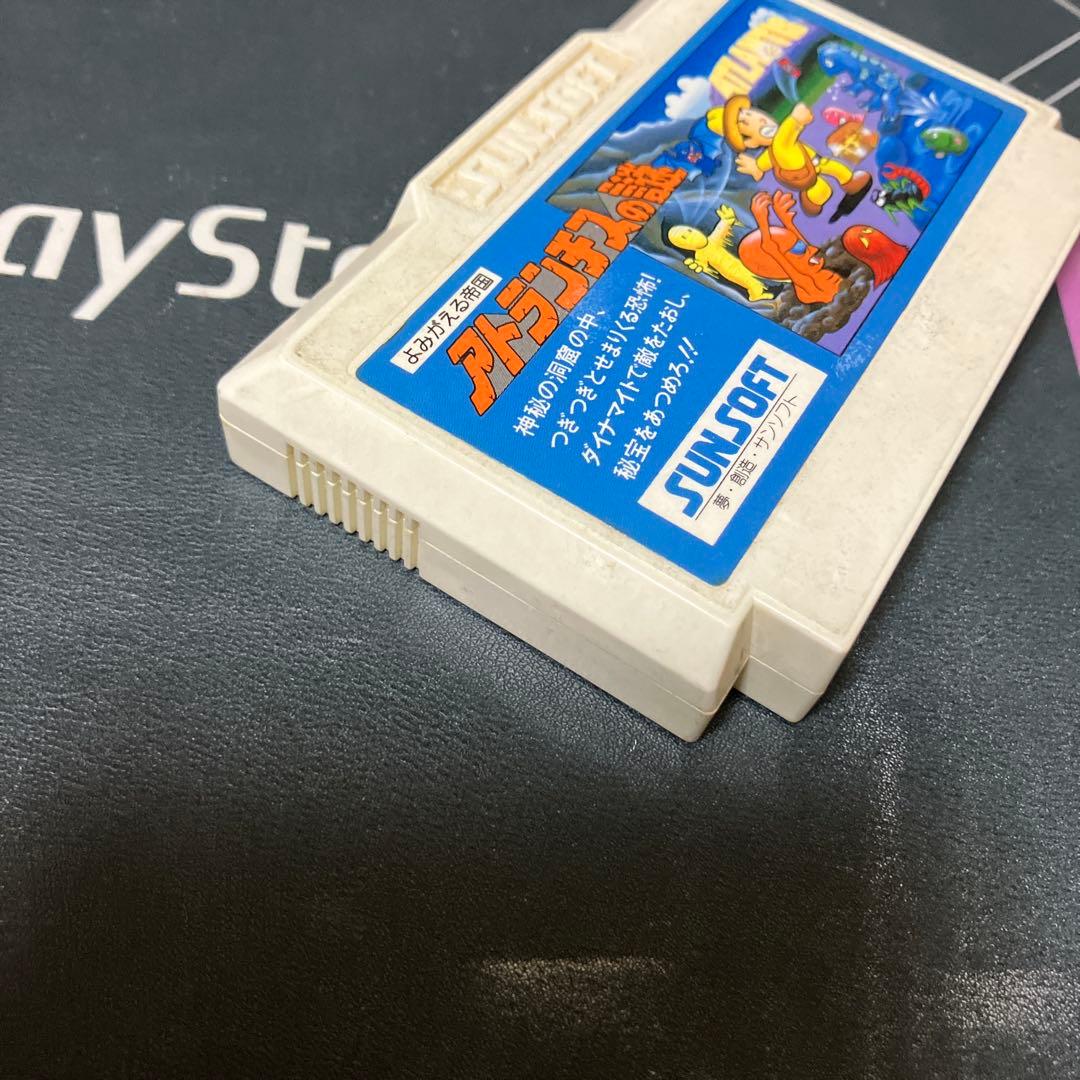 aySt
SUNSOFT
よみがえる帝国
アトランチスの謎
神秘の洞窟の中、
つぎつぎとせまりくる恐怖!
ダイナマイトで敵をたおし、
秘宝をあつめろ!!
SUNSOFT
夢・創造・サンソフト